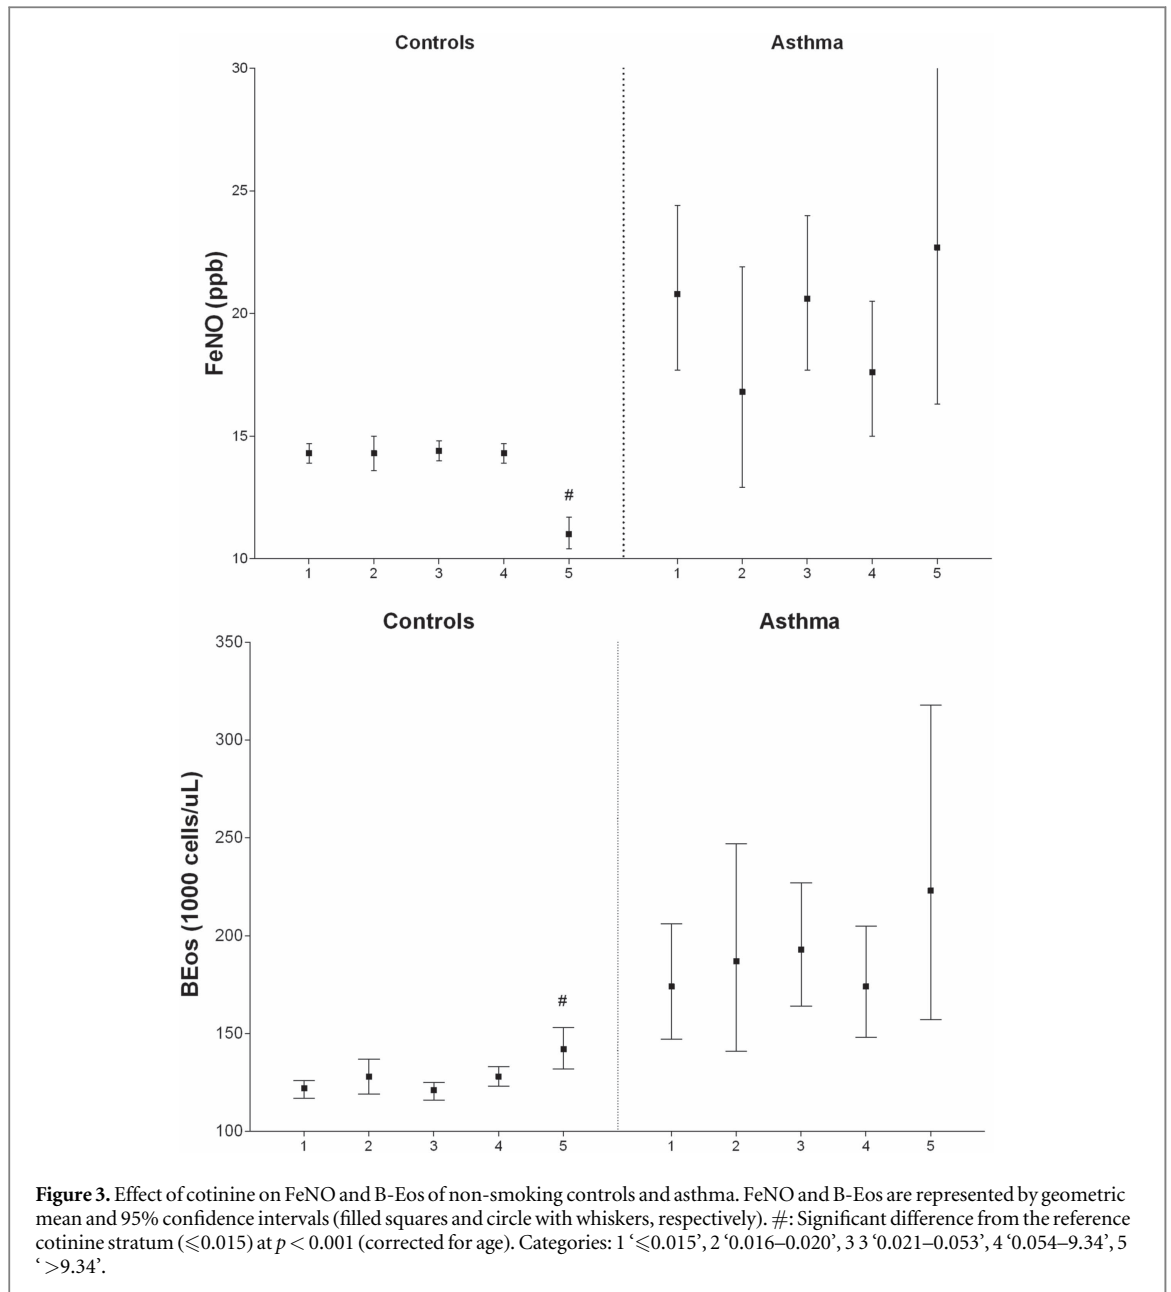 Controls Asthma
30
25
20
15
10
FeNO (ppb)
#
1 2 3 4 5 1 2 3 4 5
Controls Asthma
350
300
250
200
150
100
BEos (1000 cells/uL)
#
1 2 3 4 5 1 2 3 4 5
Figure 3. Effect of cotinine on FeNO and B-Eos of non-smoking controls and asthma. FeNO and B-Eos are represented by geometric
mean and 95% confidence intervals (filled squares and circle with whiskers, respectively). #: Significant difference from the reference
cotinine stratum (⩽0.015) at p < 0.001 (corrected for age). Categories: 1 ‘⩽0.015’, 2 ‘0.016–0.020’, 3 3 ‘0.021–0.053’, 4 ‘0.054–9.34’, 5
‘ >9.34’.